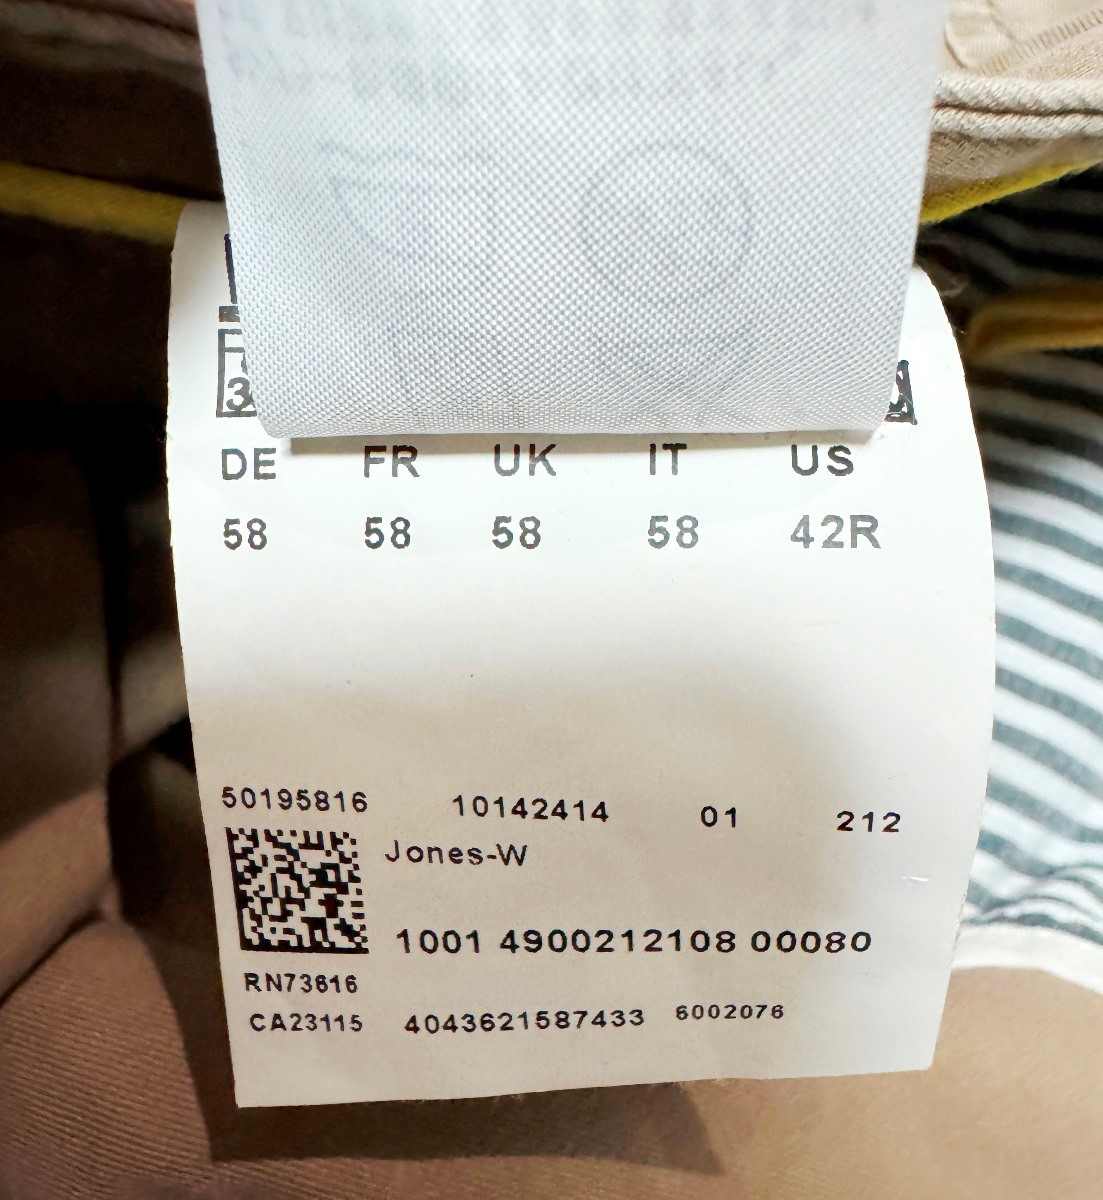 DE FR UK IT US
58 58 58 58 42R
50195816 10142414 01 212
Jones-W
1001 4900212108 00080
RN73616
CA23115 4043621587433 6002076